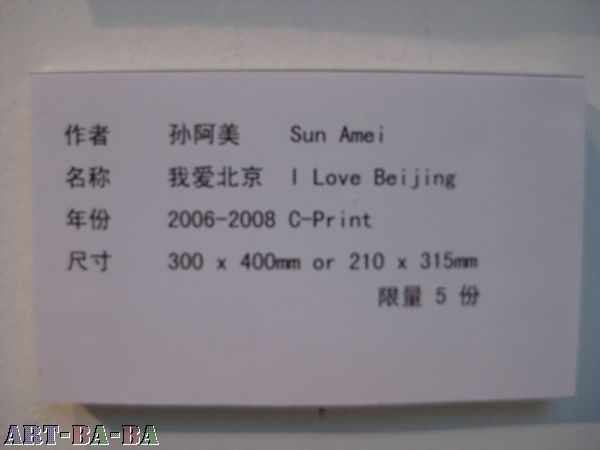 作者 孙阿美 Sun Amei
名称 我爱北京 I Love Beijing
年份 2006-2008 C-Print
尺寸 300 x 400mm or 210 x 315mm
限量 5 份
ART-BA-BA